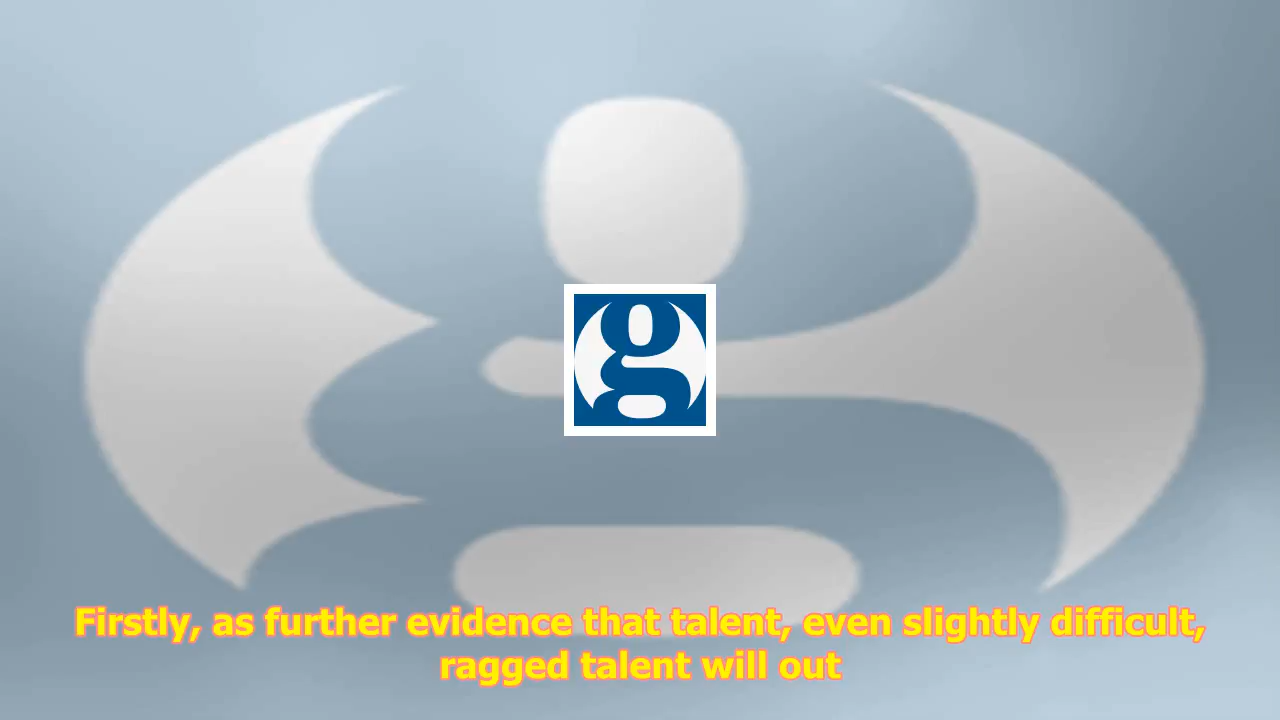 g
Firstly, as further evidence that talent, even slightly difficult,
ragged talent will out